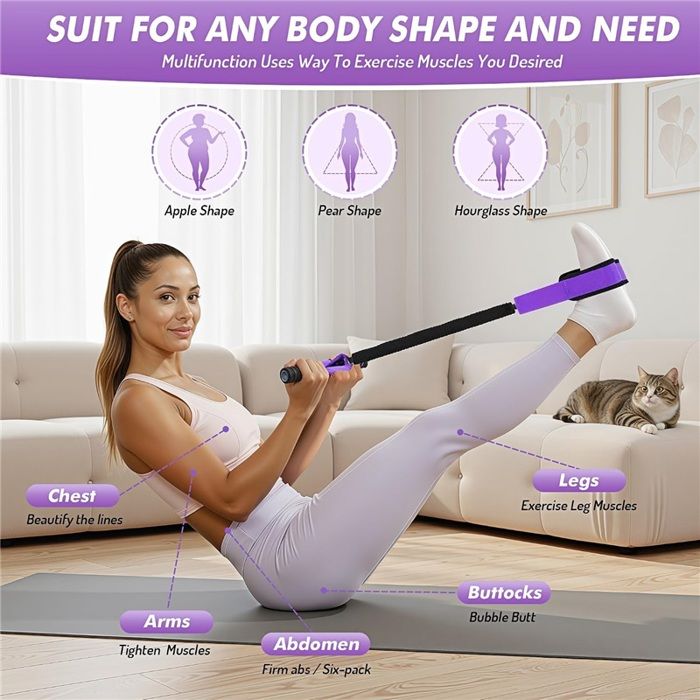 SUIT FOR ANY BODY SHAPE AND NEED
Multifunction Uses Way To Exercise Muscles You Desired
Apple Shape
Pear Shape
Hourglass Shape
Chest
Beautify the lines
Legs
Exercise Leg Muscles
Buttocks
Bubble Butt
Arms
Tighten Muscles
Abdomen
Firm abs / Six-pack